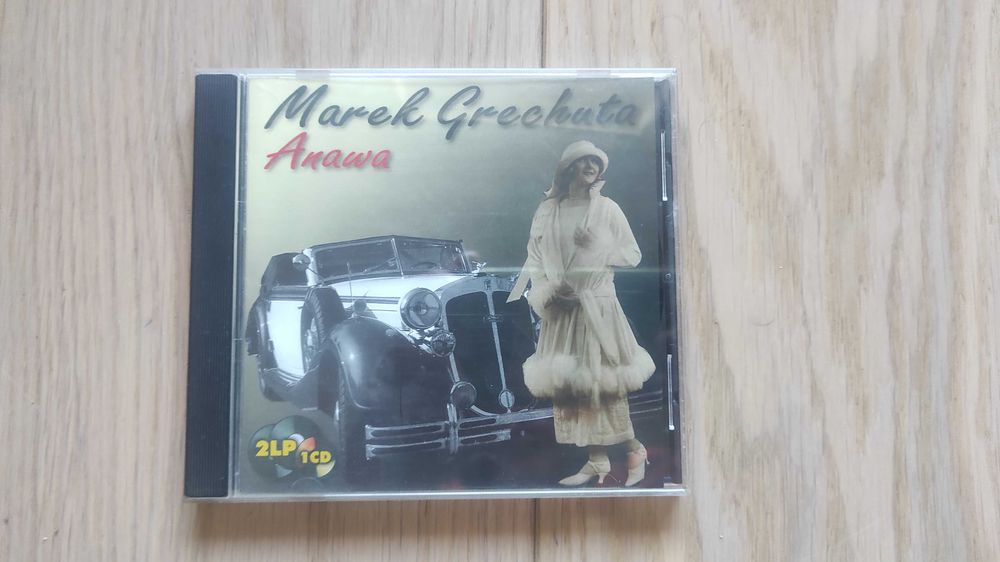 Marek Grechuta
Anawa
2LP
1CD